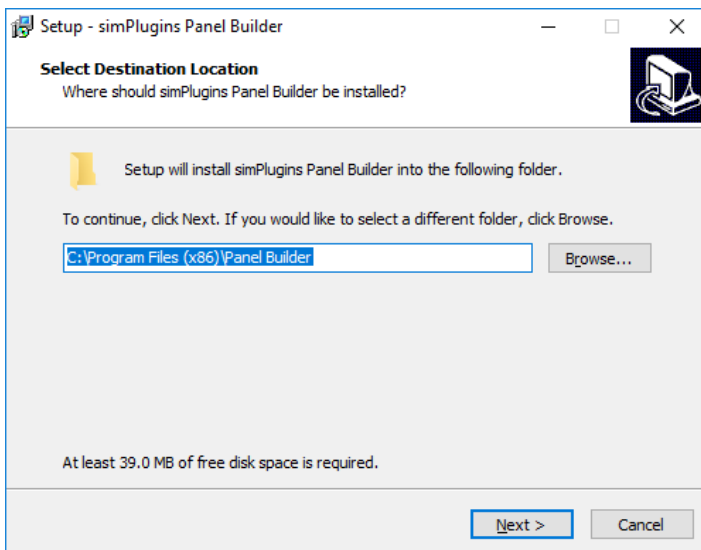 Setup - simPlugins Panel Builder
Select Destination Location
Where should simPlugins Panel Builder be installed?
Setup will install simPlugins Panel Builder into the following folder.
To continue, click Next. If you would like to select a different folder, click Browse.
C:\Program Files (x86)\Panel Builder
Browse...
At least 39.0 MB of free disk space is required.
Next >
Cancel